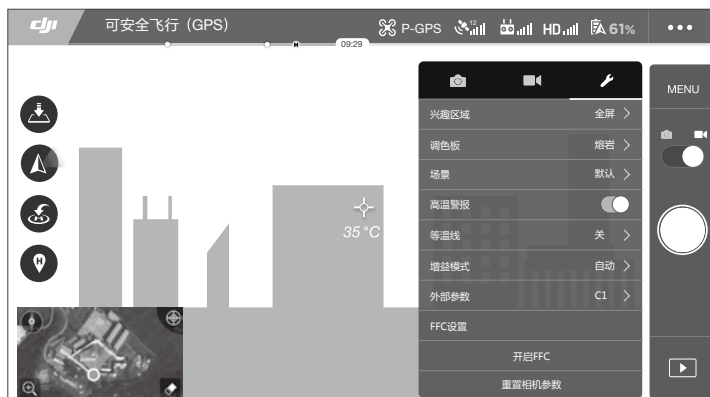 dji 可安全飞行（GPS） P-GPS 12 HD 61%
H 09:29
MENU
兴趣区域 全屏
调色板 熔岩
场景 默认
高温警报
35 °C
等温线 关
H
增益模式 自动
外部参数 C1
FFC设置
开启FFC
重置相机参数